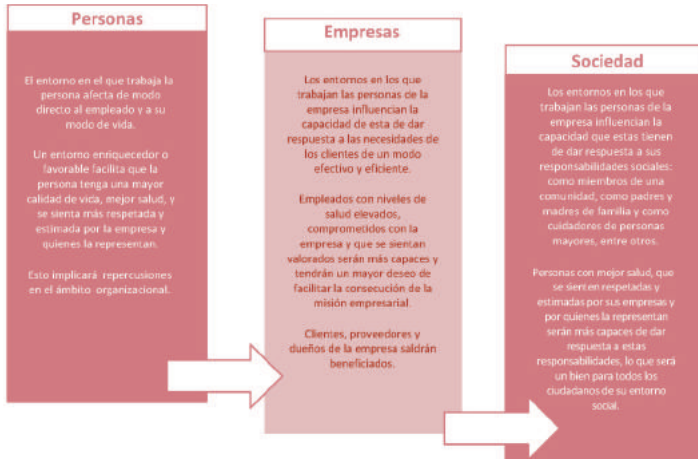 Personas
El entorno en el que trabaja la
persona afecta de modo
directo al empleado y a su
modo de vida.
Un entorno enriquecedor o
favorable facilita que la
persona tenga una mayor
calidad de vida, mejor salud, y
se sienta más respetada y
estimada por la empresa y
quienes la representan.
Esto implicará repercusiones
en el ámbito organizacional.
Empresas
Los entornos en los que
trabajan las personas de la
empresa influencian la
capacidad de esta de dar
respuesta a las necesidades de
los clientes de un modo
efectivo y eficiente.
Empleados con niveles de
salud elevados,
comprometidos con la
empresa y que se sientan
valorados serán más capaces y
tendrán un mayor deseo de
facilitar la consecución de la
misión empresarial.
Clientes, proveedores y
dueños de la empresa saldrán
beneficiados.
Sociedad
Los entornos en los que
trabajan las personas de la
empresa influencian la
capacidad que estas tienen
de dar respuesta a sus
responsabilidades sociales:
como miembros de una
comunidad, como padres y
madres de familia y como
cuidadores de personas
mayores, entre otros.
Personas con mejor salud, que
se sienten respetadas y
estimadas por sus empresas y
por quienes la representan
serán más capaces de dar
respuesta a estas
responsabilidades, lo que será
un bien para todos los
ciudadanos de su entorno
social.